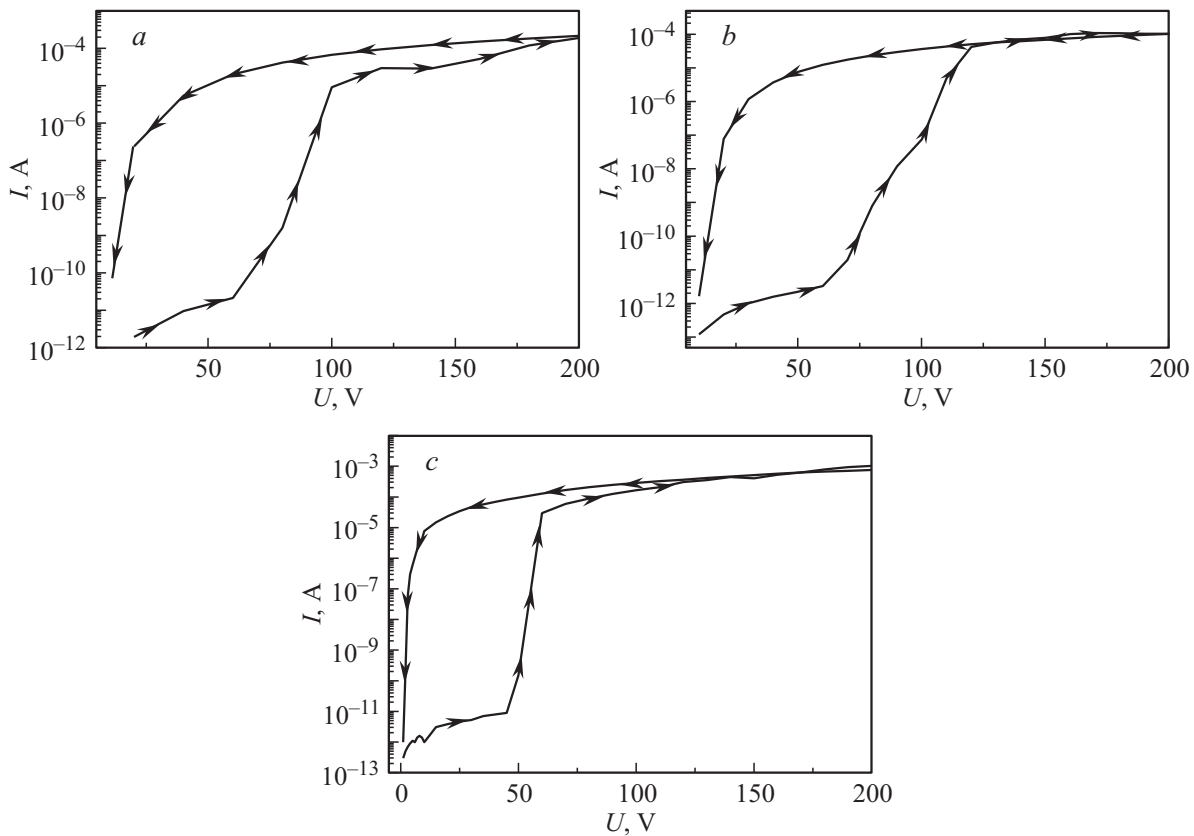 a
10⁻⁴
10⁻⁶
10⁻⁸
10⁻¹⁰
10⁻¹²
I, A
50 100 150 200
U, V
b
10⁻⁴
10⁻⁶
10⁻⁸
10⁻¹⁰
10⁻¹²
I, A
50 100 150 200
U, V
c
10⁻³
10⁻⁵
10⁻⁷
10⁻⁹
10⁻¹¹
10⁻¹³
I, A
0 50 100 150 200
U, V